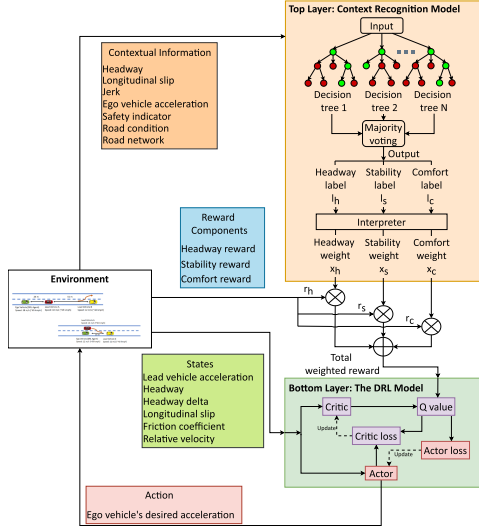 Top Layer: Context Recognition Model
Input
Decision
tree 1
Decision
tree 2
Decision
tree N
Majority
voting
Output
Headway
label
lh
Stability
label
ls
Comfort
label
lc
Interpreter
Headway
weight
xh
Stability
weight
xs
Comfort
weight
xc
Contextual Information
Headway
Longitudinal slip
Jerk
Ego vehicle acceleration
Safety indicator
Road condition
Road network
Reward
Components
Headway reward
Stability reward
Comfort reward
Environment
rh
rs
rc
Total
weighted reward
States
Lead vehicle acceleration
Headway
Headway delta
Longitudinal slip
Friction coefficient
Relative velocity
Bottom Layer: The DRL Model
Critic
Q value
Update
Critic loss
Actor loss
Update
Actor
Action
Ego vehicle's desired acceleration